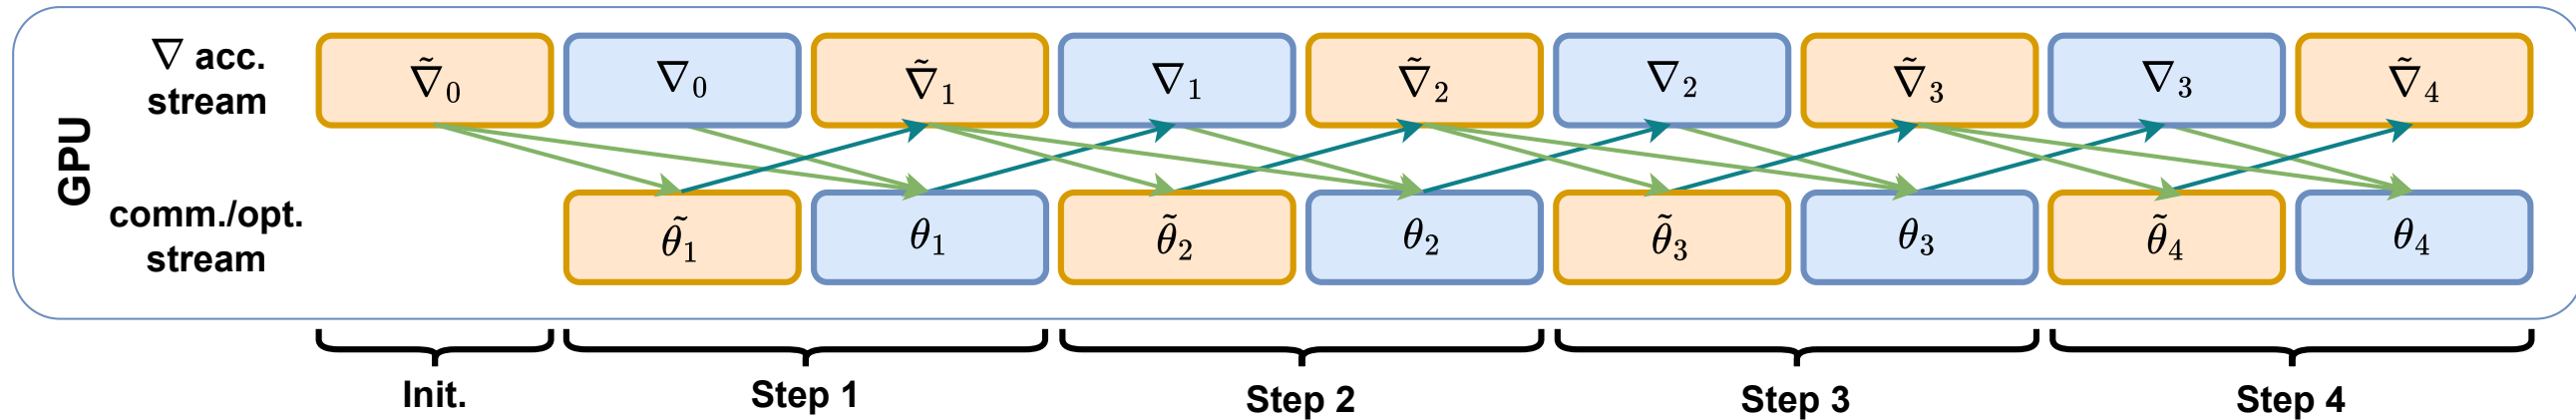 GPU
∇ acc.
stream
∇̃₀ ∇₀ ∇̃₁ ∇₁ ∇̃₂ ∇₂ ∇̃₃ ∇₃ ∇̃₄
comm./opt.
stream
θ̃₁ θ₁ θ̃₂ θ₂ θ̃₃ θ₃ θ̃₄ θ₄
Init. Step 1 Step 2 Step 3 Step 4